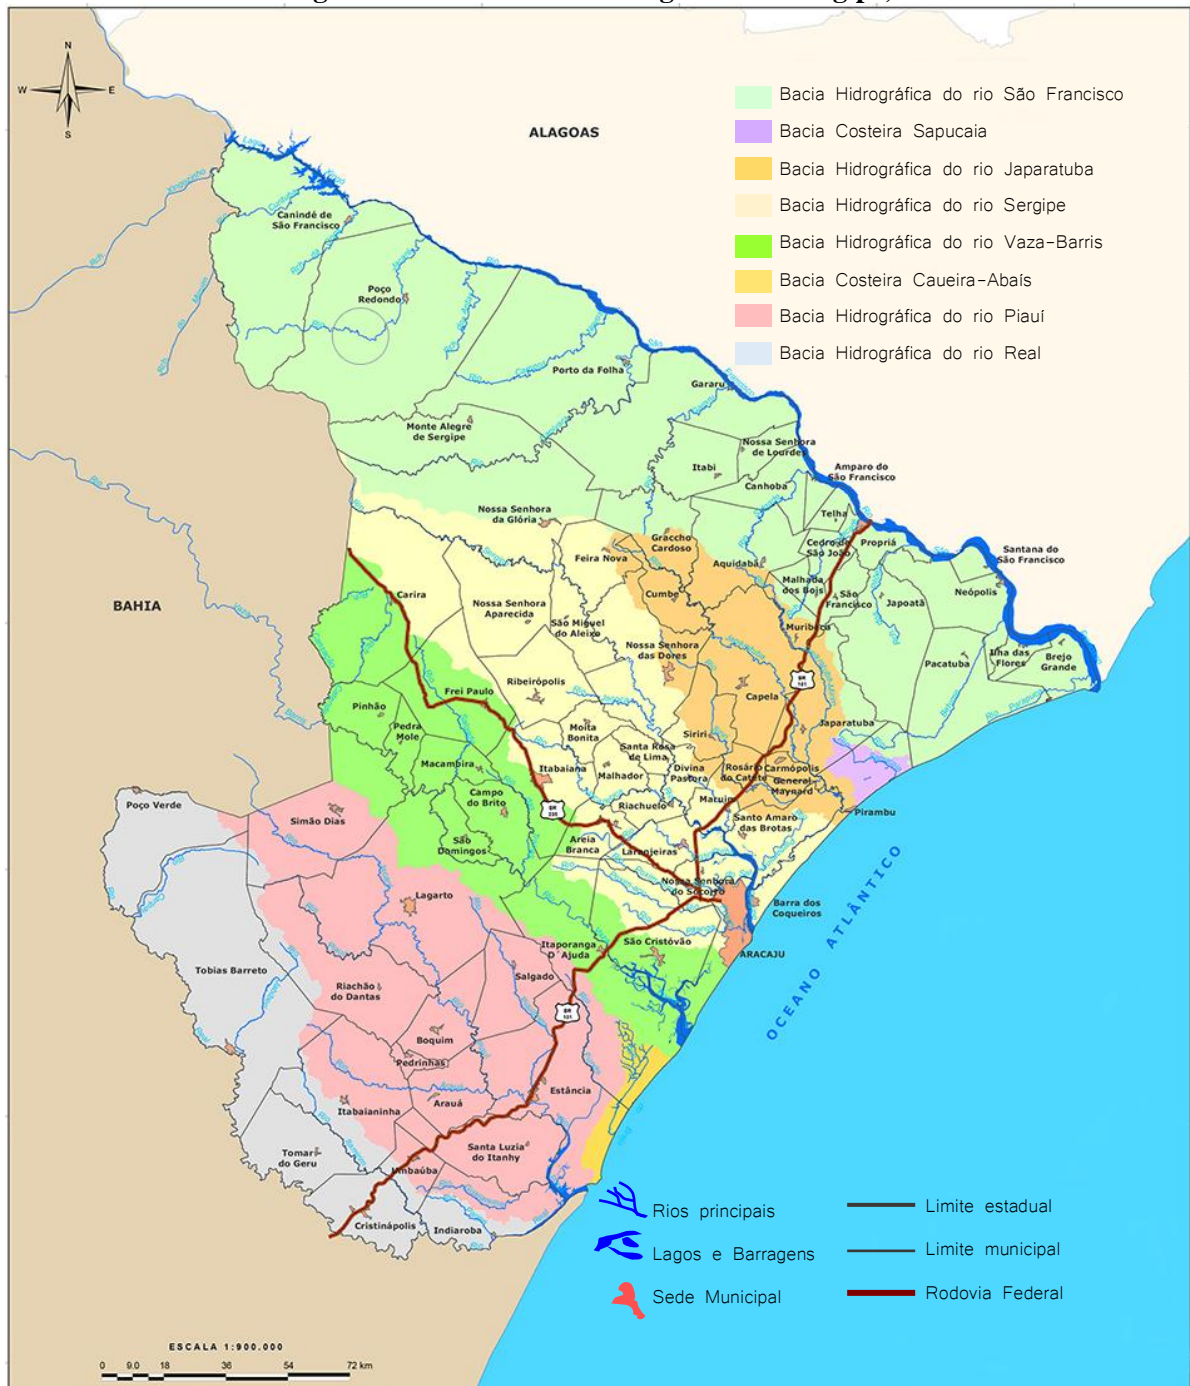 N
W E
S
ALAGOAS
BAHIA
OCEANO ATLÂNTICO
Bacia Hidrográfica do rio São Francisco
Bacia Costeira Sapucaia
Bacia Hidrográfica do rio Japaratuba
Bacia Hidrográfica do rio Sergipe
Bacia Hidrográfica do rio Vaza-Barris
Bacia Costeira Caueira-Abaís
Bacia Hidrográfica do rio Piauí
Bacia Hidrográfica do rio Real
Canindé de
São Francisco
Poço
Redondo
Porto da Folha
Gararu
Monte Alegre
de Sergipe
Nossa Senhora
de Lourdes
Itabi
Canhoba
Amparo do
São Francisco
Telha
Nossa Senhora
da Glória
Graccho
Cardoso
Feira Nova
Aquidabã
Cedro de
São João
Propriá
Santana do
São Francisco
Malhada
dos Bois
São
Francisco
Japoatã
Neópolis
Carira
Nossa Senhora
Aparecida
São Miguel
do Aleixo
Cumbe
Muribeca
Nossa Senhora
das Dores
Pacatuba
Ilha das
Flores
Brejo
Grande
Frei Paulo
Ribeirópolis
Capela
BR
101
Pinhão
Pedra
Mole
Moita
Bonita
Santa Rosa
de Lima
Siriri
Japaratuba
Macambira
Itabaiana
Malhador
Divina
Pastora
Rosário
do Catete
Carmópolis
General
Maynard
Poço Verde
Simão Dias
Campo
do Brito
BR
235
Riachuelo
Maruim
Pirambu
São
Domingos
Areia
Branca
Laranjeiras
Santo Amaro
das Brotas
Nossa Senhora
do Socorro
Lagarto
Barra dos
Coqueiros
Itaporanga
D´Ajuda
São Cristóvão
ARACAJU
Tobias Barreto
Riachão
do Dantas
Salgado
BR
101
Boquim
Pedrinhas
Estância
Itabaianinha
Arauá
Tomar
do Geru
Umbaúba
Santa Luzia
do Itanhy
Cristinápolis
Indiaroba
Rios principais
Lagos e Barragens
Sede Municipal
Limite estadual
Limite municipal
Rodovia Federal
ESCALA 1:900.000
0 9.0 18 36 54 72 km